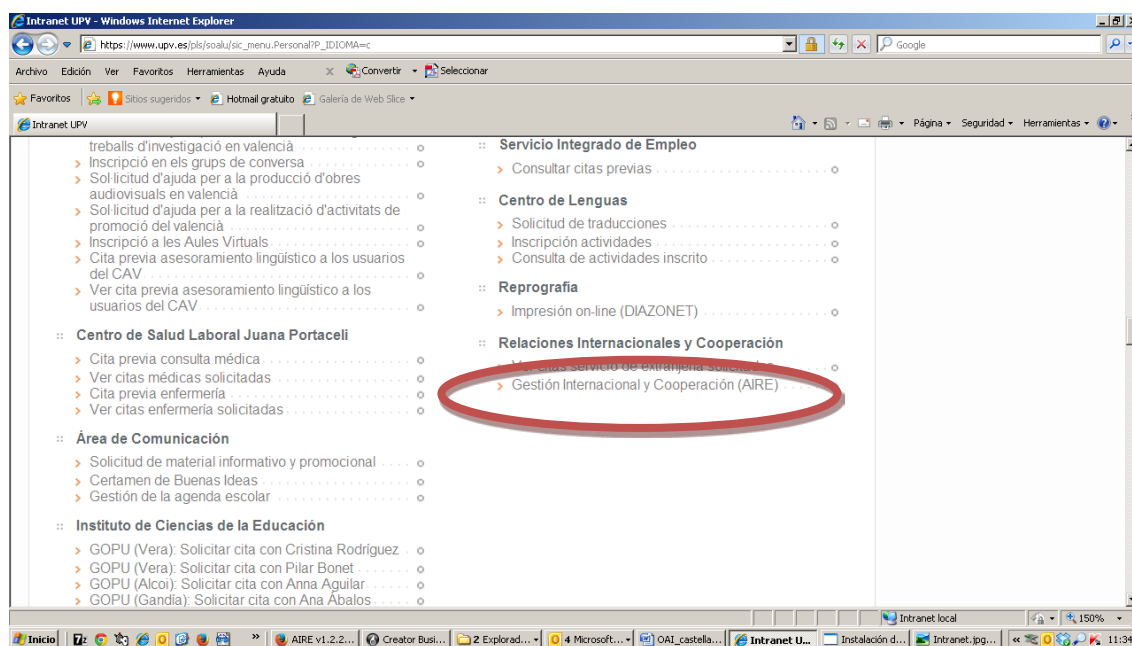 Intranet UPV - Windows Internet Explorer
https://www.upv.es/pls/soalu/sic_menu.Personal?P_IDIOMA=c
Google
Archivo Edición Ver Favoritos Herramientas Ayuda x Convertir Seleccionar
Favoritos Sitios sugeridos Hotmail gratuito Galería de Web Slice
Intranet UPV
Página Seguridad Herramientas
treballs d'investigació en valencià
Inscripció en els grups de conversa
Sol·licitud d'ajuda per a la producció d'obres
audiovisuals en valencià
Sol·licitud d'ajuda per a la realització d'activitats de
promoció del valencià
Inscripció a les Aules Virtuals
Cita previa asesoramiento lingüístico a los usuarios
del CAV
Ver cita previa asesoramiento lingüístico a los
usuarios del CAV
Centro de Salud Laboral Juana Portaceli
Cita previa consulta médica
Ver citas médicas solicitadas
Cita previa enfermería
Ver citas enfermería solicitadas
Área de Comunicación
Solicitud de material informativo y promocional
Certamen de Buenas Ideas
Gestión de la agenda escolar
Instituto de Ciencias de la Educación
GOPU (Vera): Solicitar cita con Cristina Rodríguez
GOPU (Vera): Solicitar cita con Pilar Bonet
GOPU (Alcoi): Solicitar cita con Anna Aguilar
GOPU (Gandía): Solicitar cita con Ana Ábalos
Servicio Integrado de Empleo
Consultar citas previas
Centro de Lenguas
Solicitud de traducciones
Inscripción actividades
Consulta de actividades inscrito
Reprografía
Impresión on-line (DIAZONET)
Relaciones Internacionales y Cooperación
Ver citas servicio de extranjería solicitadas
Gestión Internacional y Cooperación (AIRE)
Intranet local
150%
Inicio
AIRE v1.2.2...
Creator Busi...
2 Explorad...
4 Microsoft...
OAI_castella...
Intranet U...
Instalación d...
Intranet.jpg...
11:34